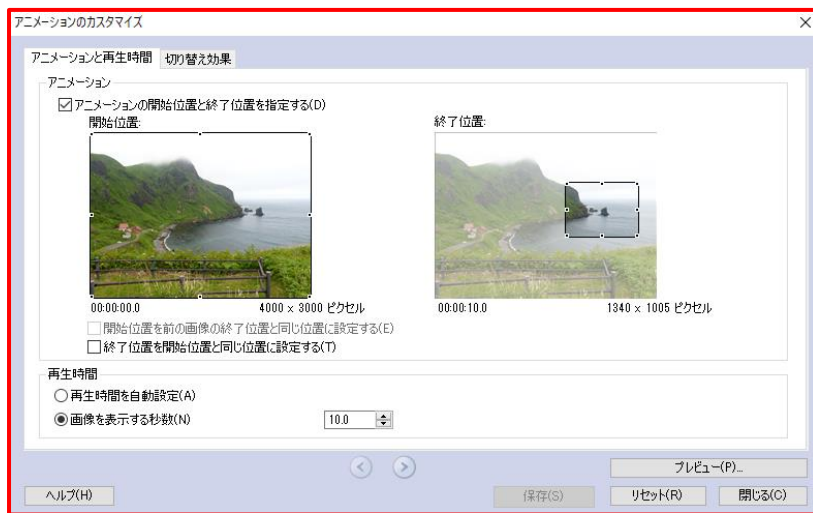 アニメーションのカスタマイズ
アニメーションと再生時間 切り替え効果
アニメーション
アニメーションの開始位置と終了位置を指定する(D)
開始位置: 終了位置:
00:00:00.0 4000 x 3000 ピクセル 00:00:10.0 1340 x 1005 ピクセル
開始位置を前の画像の終了位置と同じ位置に設定する(E)
終了位置を開始位置と同じ位置に設定する(T)
再生時間
再生時間を自動設定(A)
画像を表示する秒数(N) 10.0
プレビュー(P)...
ヘルプ(H) 保存(S) リセット(R) 閉じる(C)